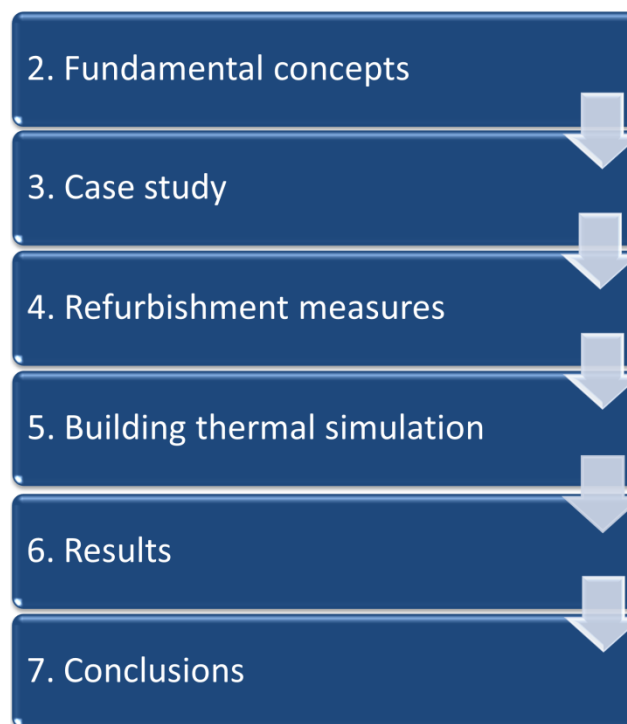 2. Fundamental concepts
3. Case study
4. Refurbishment measures
5. Building thermal simulation
6. Results
7. Conclusions